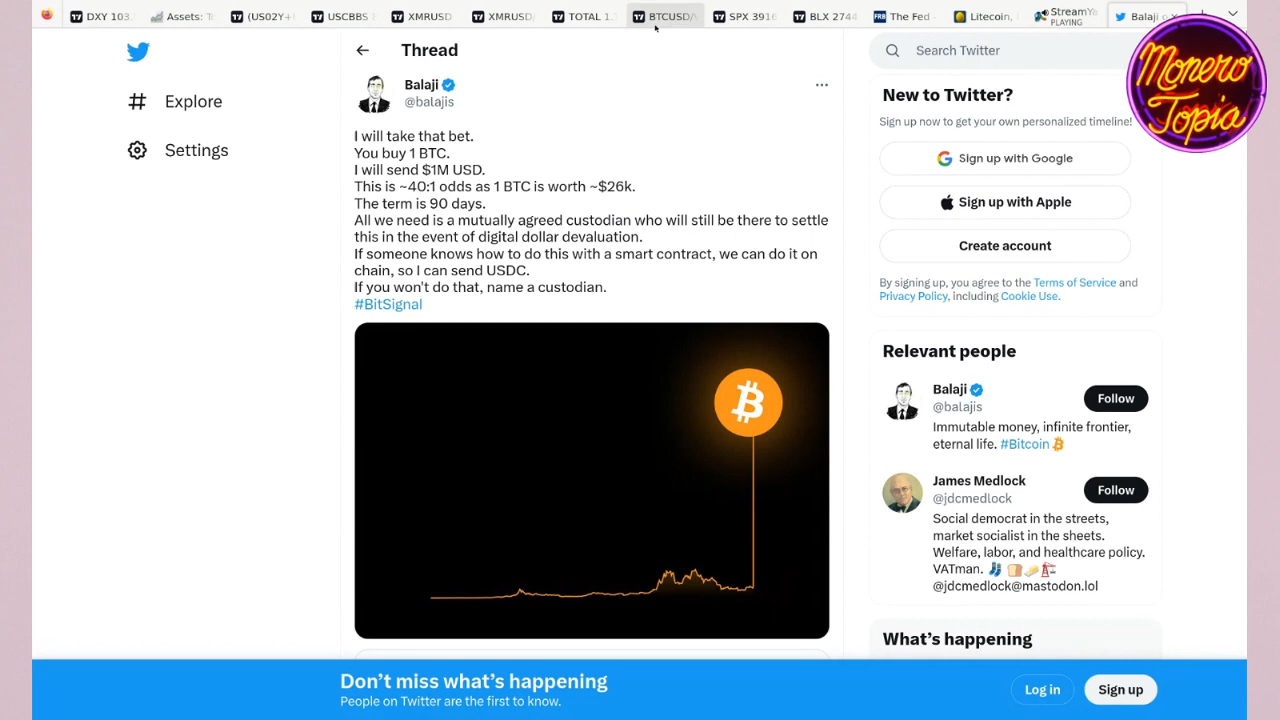 DXY 103.
Assets: To
(US02Y+
USCBBS
XMRUSD
XMRUSD/
TOTAL 1.
BTCUSD/
SPX 3916
BLX 2744
The Fed
Litecoin,
StreamYa
PLAYING
Balaji o
Monero
Topia
Thread
Search Twitter
Explore
Settings
Balaji
@balajis
I will take that bet.
You buy 1 BTC.
I will send $1M USD.
This is ~40:1 odds as 1 BTC is worth ~$26k.
The term is 90 days.
All we need is a mutually agreed custodian who will still be there to settle
this in the event of digital dollar devaluation.
If someone knows how to do this with a smart contract, we can do it on
chain, so I can send USDC.
If you won't do that, name a custodian.
#BitSignal
New to Twitter?
Sign up now to get your own personalized timeline!
Sign up with Google
Sign up with Apple
Create account
By signing up, you agree to the Terms of Service and
Privacy Policy, including Cookie Use.
Relevant people
Balaji
@balajis
Follow
Immutable money, infinite frontier,
eternal life. #Bitcoin
James Medlock
@jdcmedlock
Follow
Social democrat in the streets,
market socialist in the sheets.
Welfare, labor, and healthcare policy.
VATman.
@jdcmedlock@mastodon.lol
What's happening
Don't miss what's happening
People on Twitter are the first to know.
Log in
Sign up